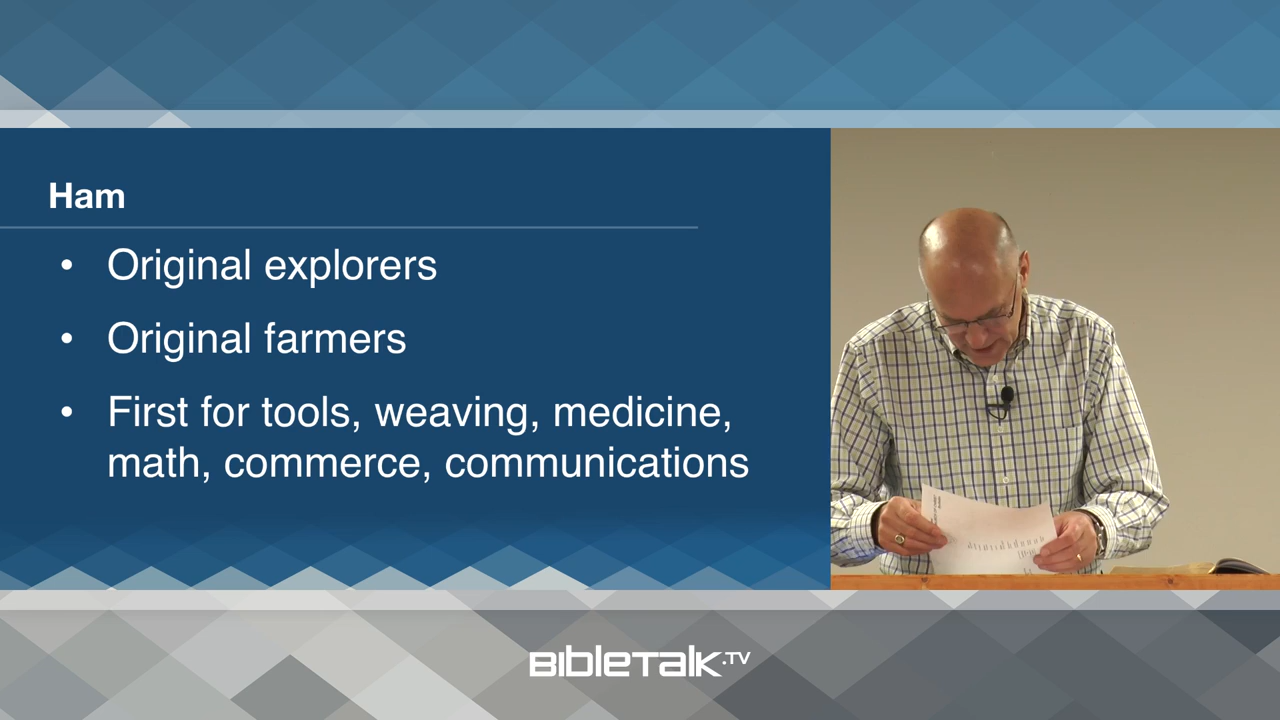 Ham
• Original explorers
• Original farmers
• First for tools, weaving, medicine,
math, commerce, communications
BIBLETALK.TV